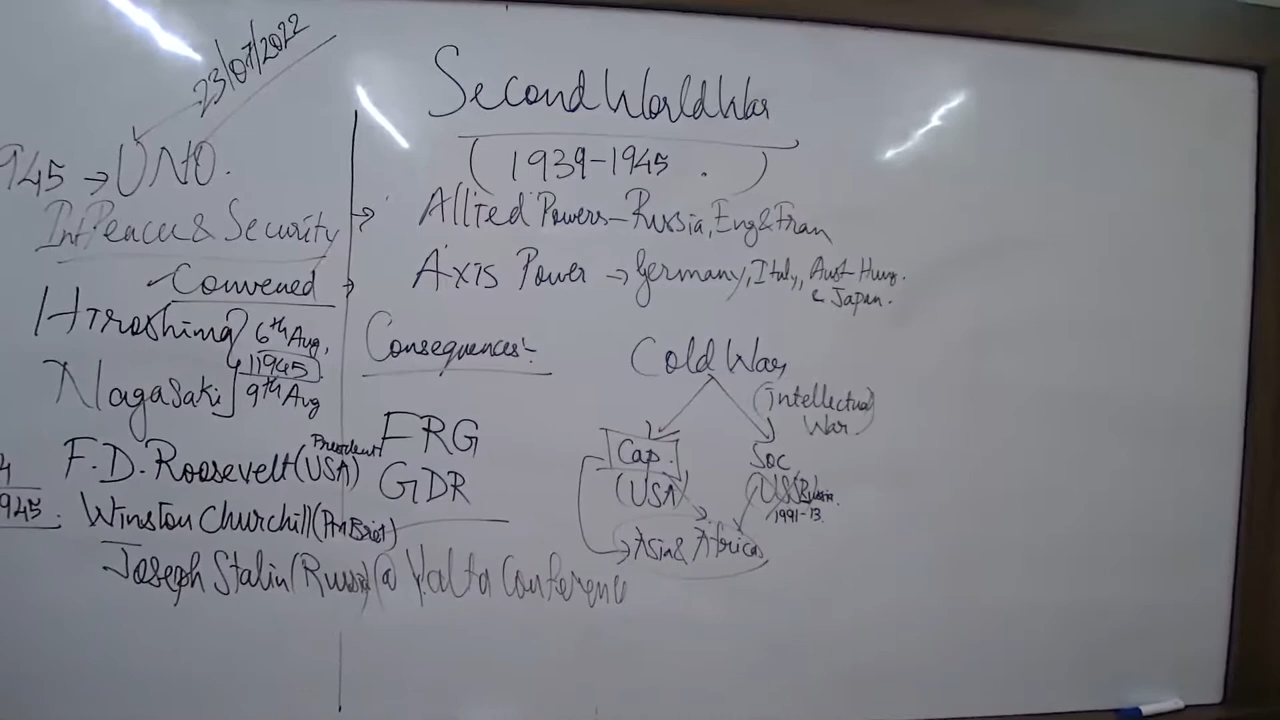 23/07/2022
945 → UNO.
Int Peace & Security
Convened
Hiroshima 6th Aug,
1945
Nagasaki 9th Aug
F.D. Roosevelt (USA) President
945. Winston Churchill (PM Brit)
Joseph Stalin (Russia) @ Yalta Conference
Second World War
(1939-1945.)
→ Allied Powers - Russia, Eng & Fran
→ Axis Power → Germany, Italy, Aust-Hung.
& Japan.
Consequences:-
FRG
GDR
Cold War
(intellectual
War)
Cap. Soc
(USA) Russia
1991-13
Asia & Africa